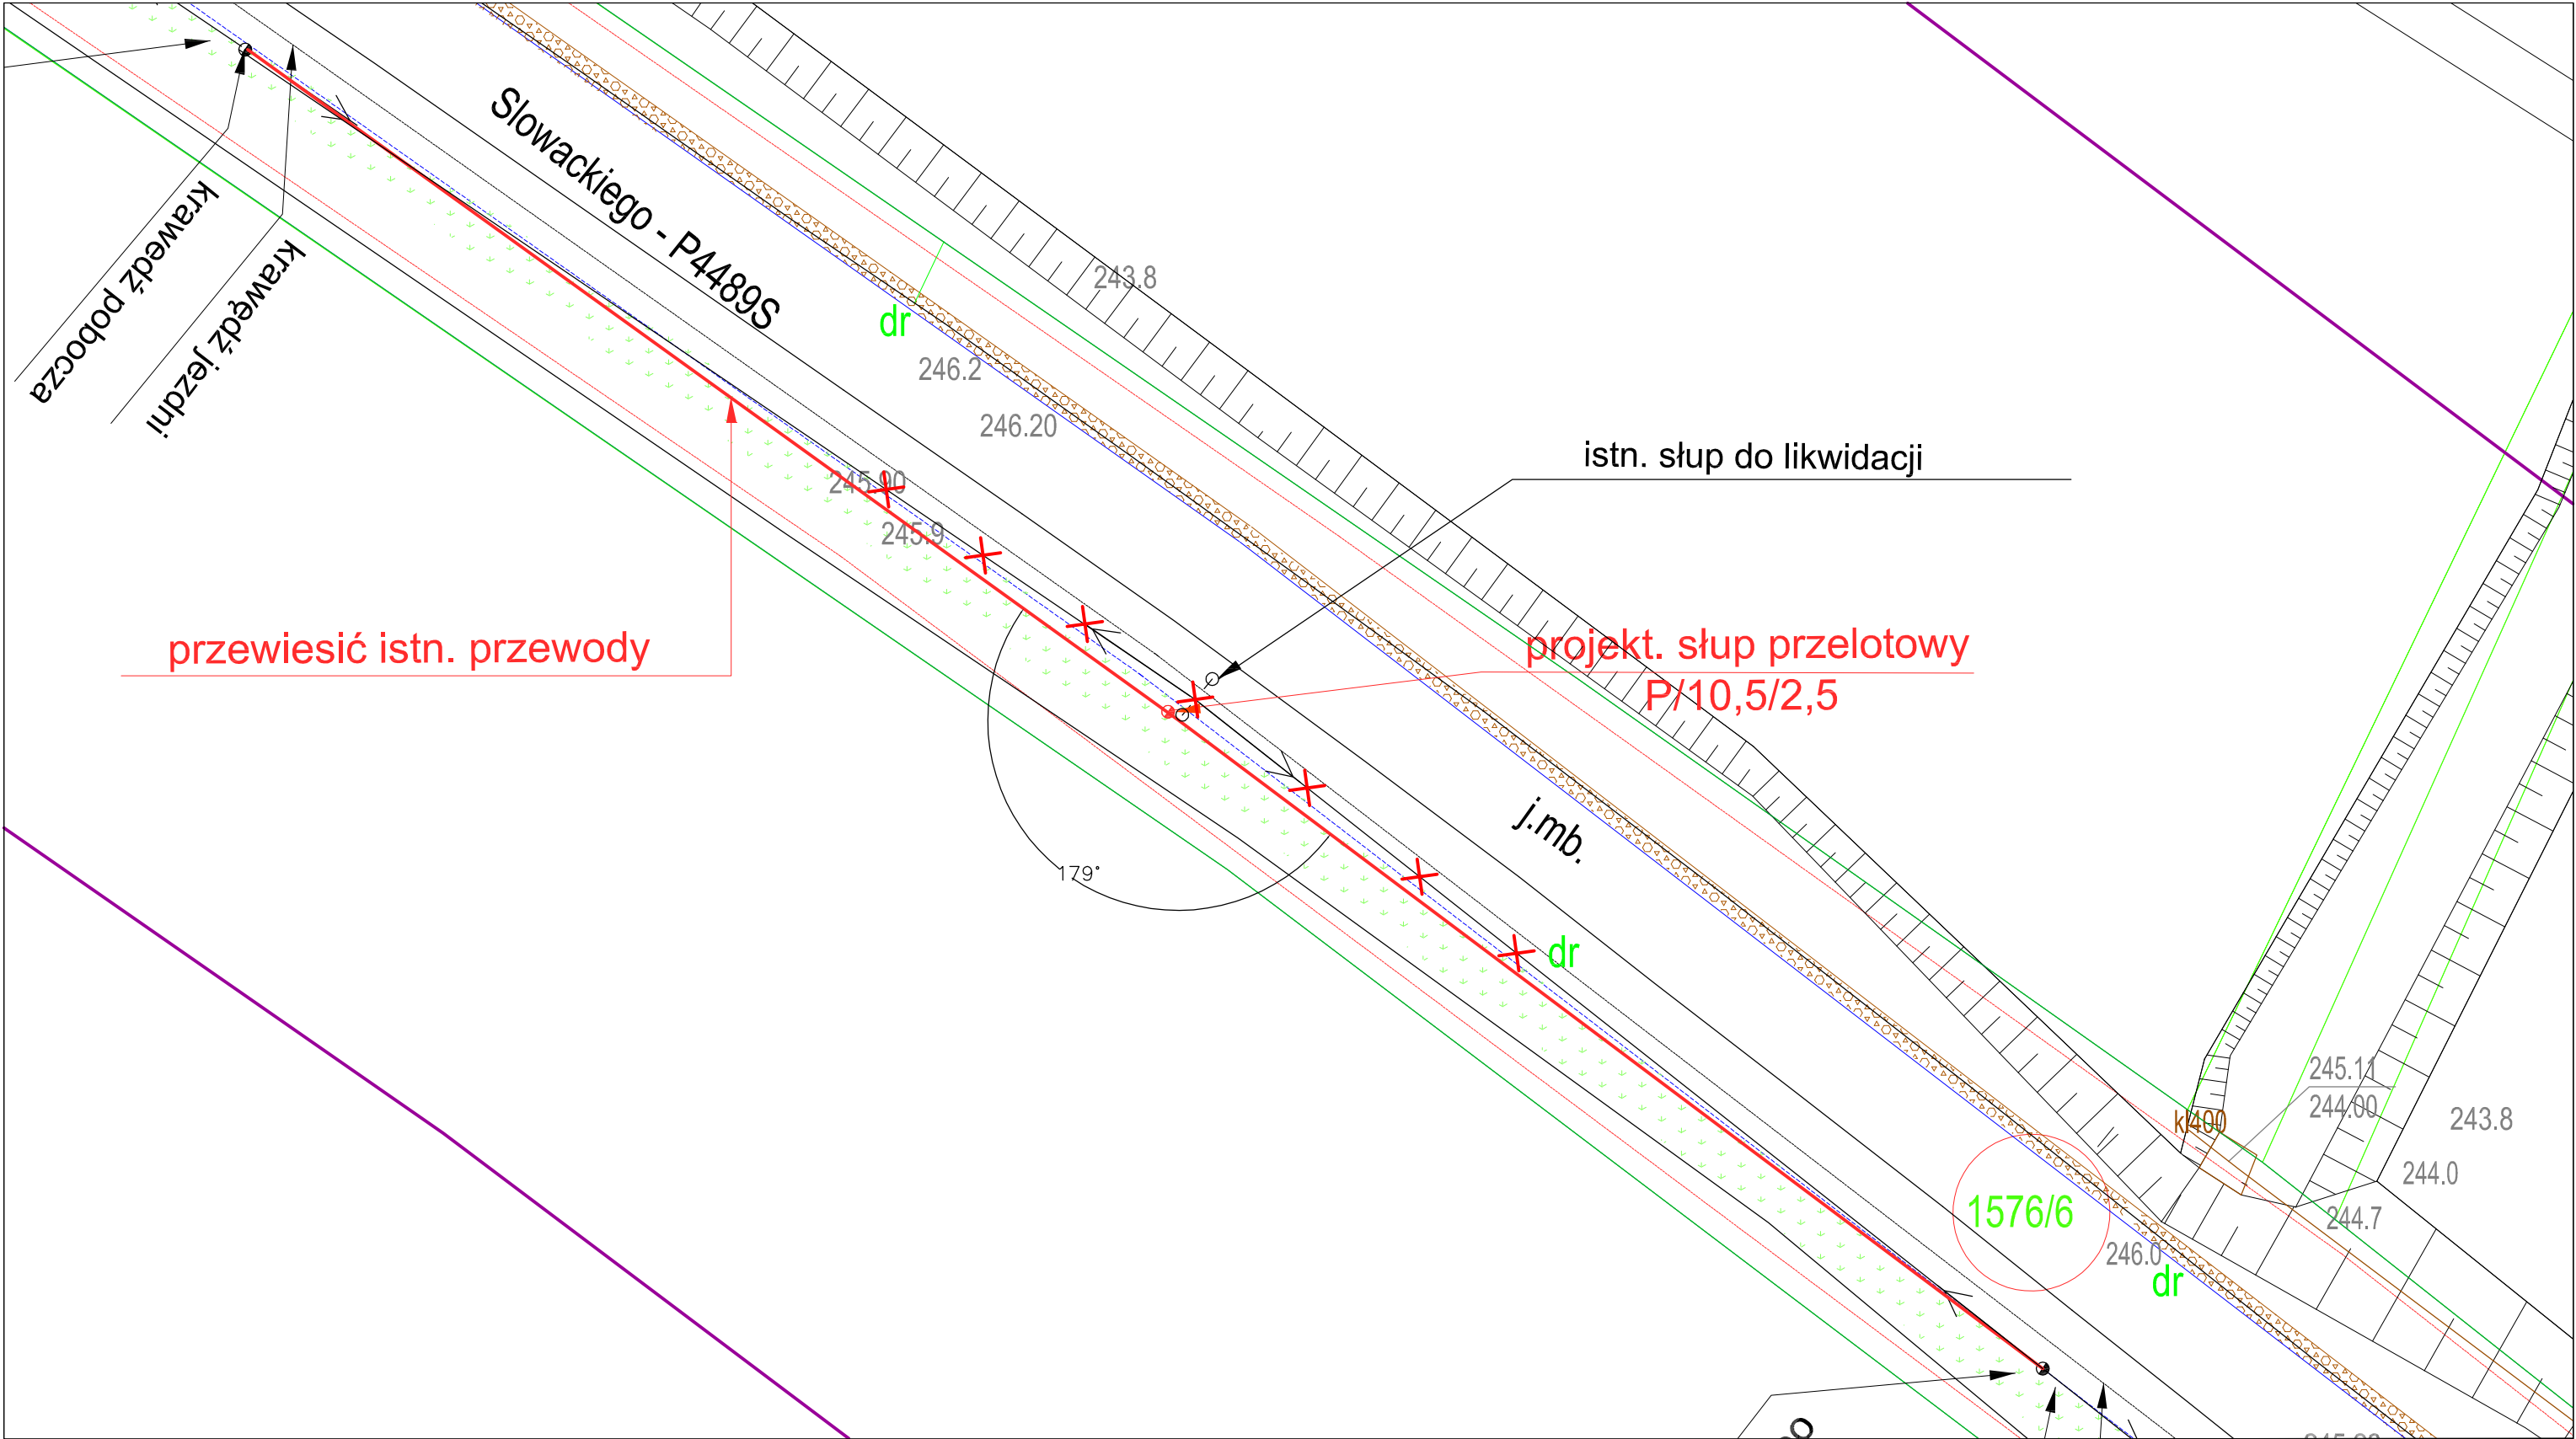 krawędź pobocza
krawędź jezdni
Slowackiego - P4489S
dr
243.8
246.2
246.20
245.90
245.9
istn. słup do likwidacji
przewiesić istn. przewody
projekt. słup przelotowy
P/10,5/2,5
j.mb.
179°
dr
245.11
244.00
kl400
243.8
244.0
244.7
1576/6
246.0
dr